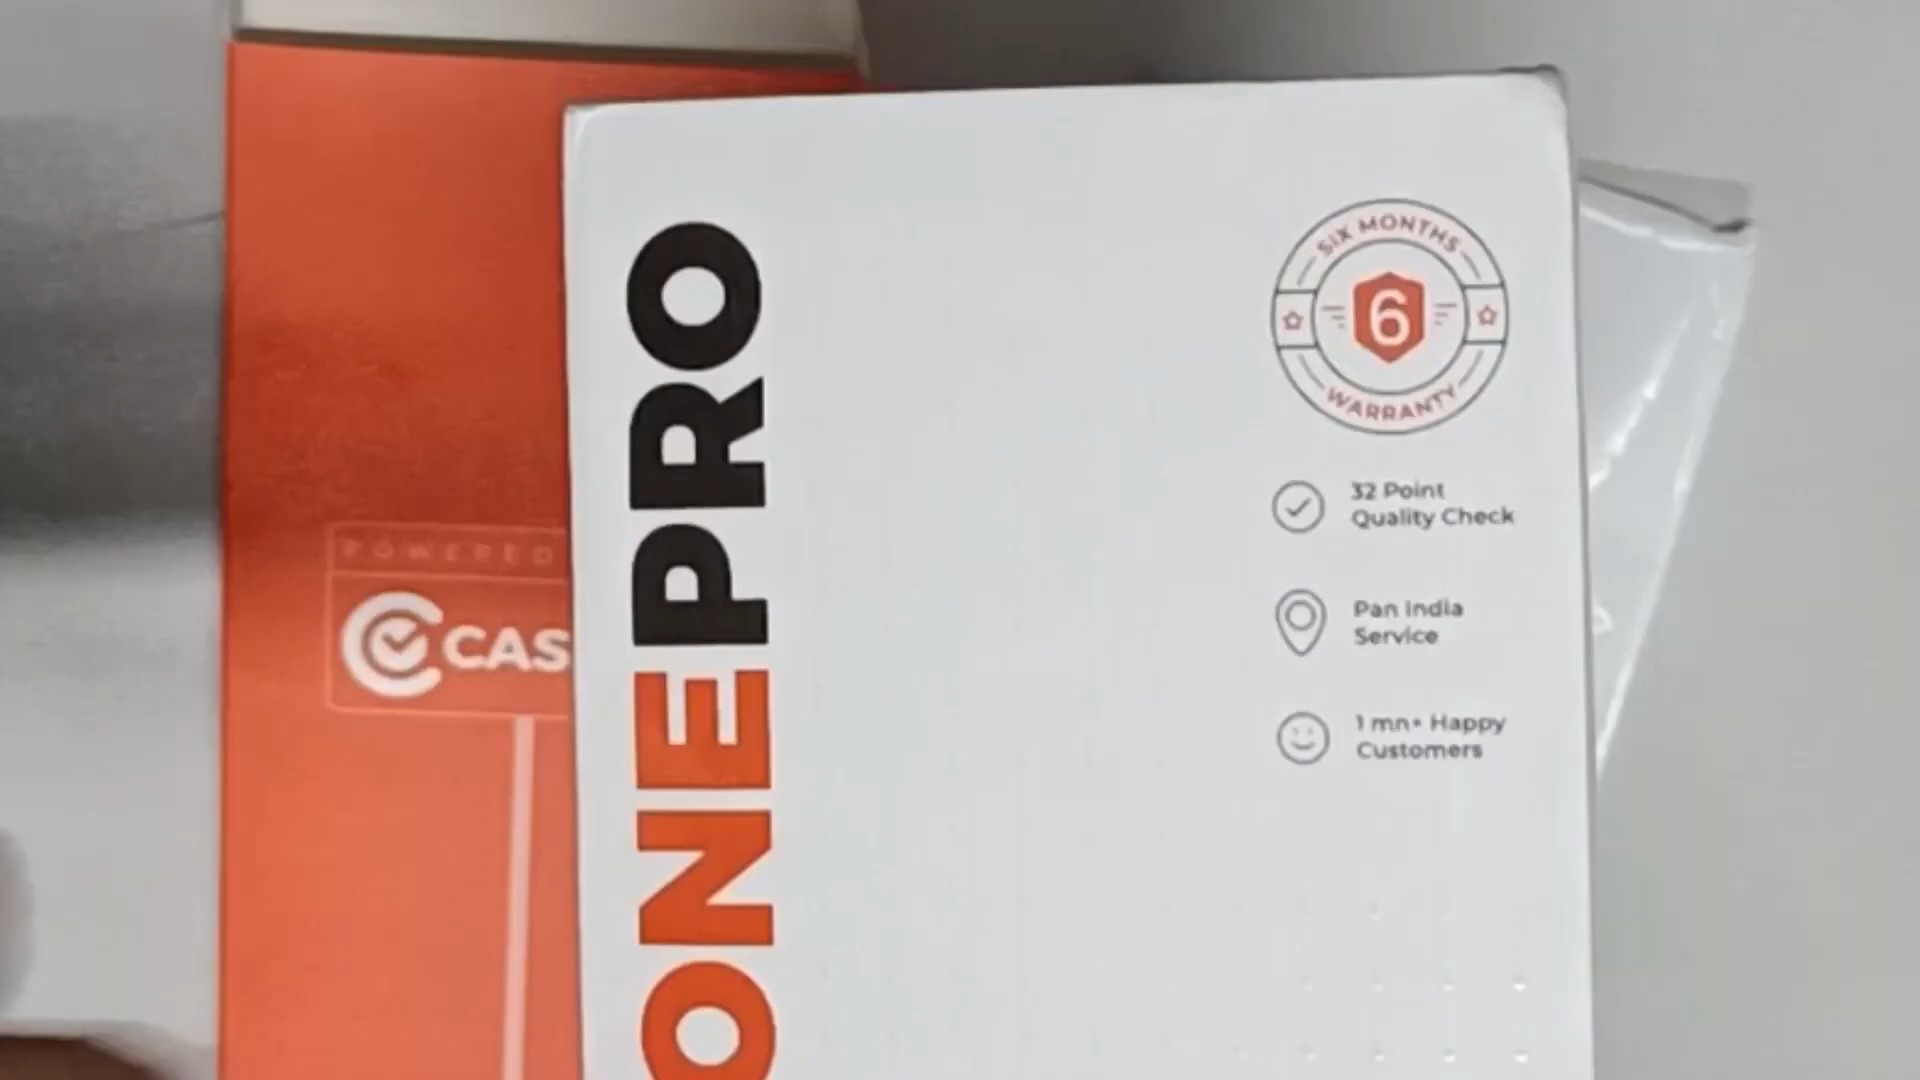 POWERED
CAS
ONEPRO
SIX MONTHS
6
WARRANTY
32 Point
Quality Check
Pan India
Service
1 mn+ Happy
Customers